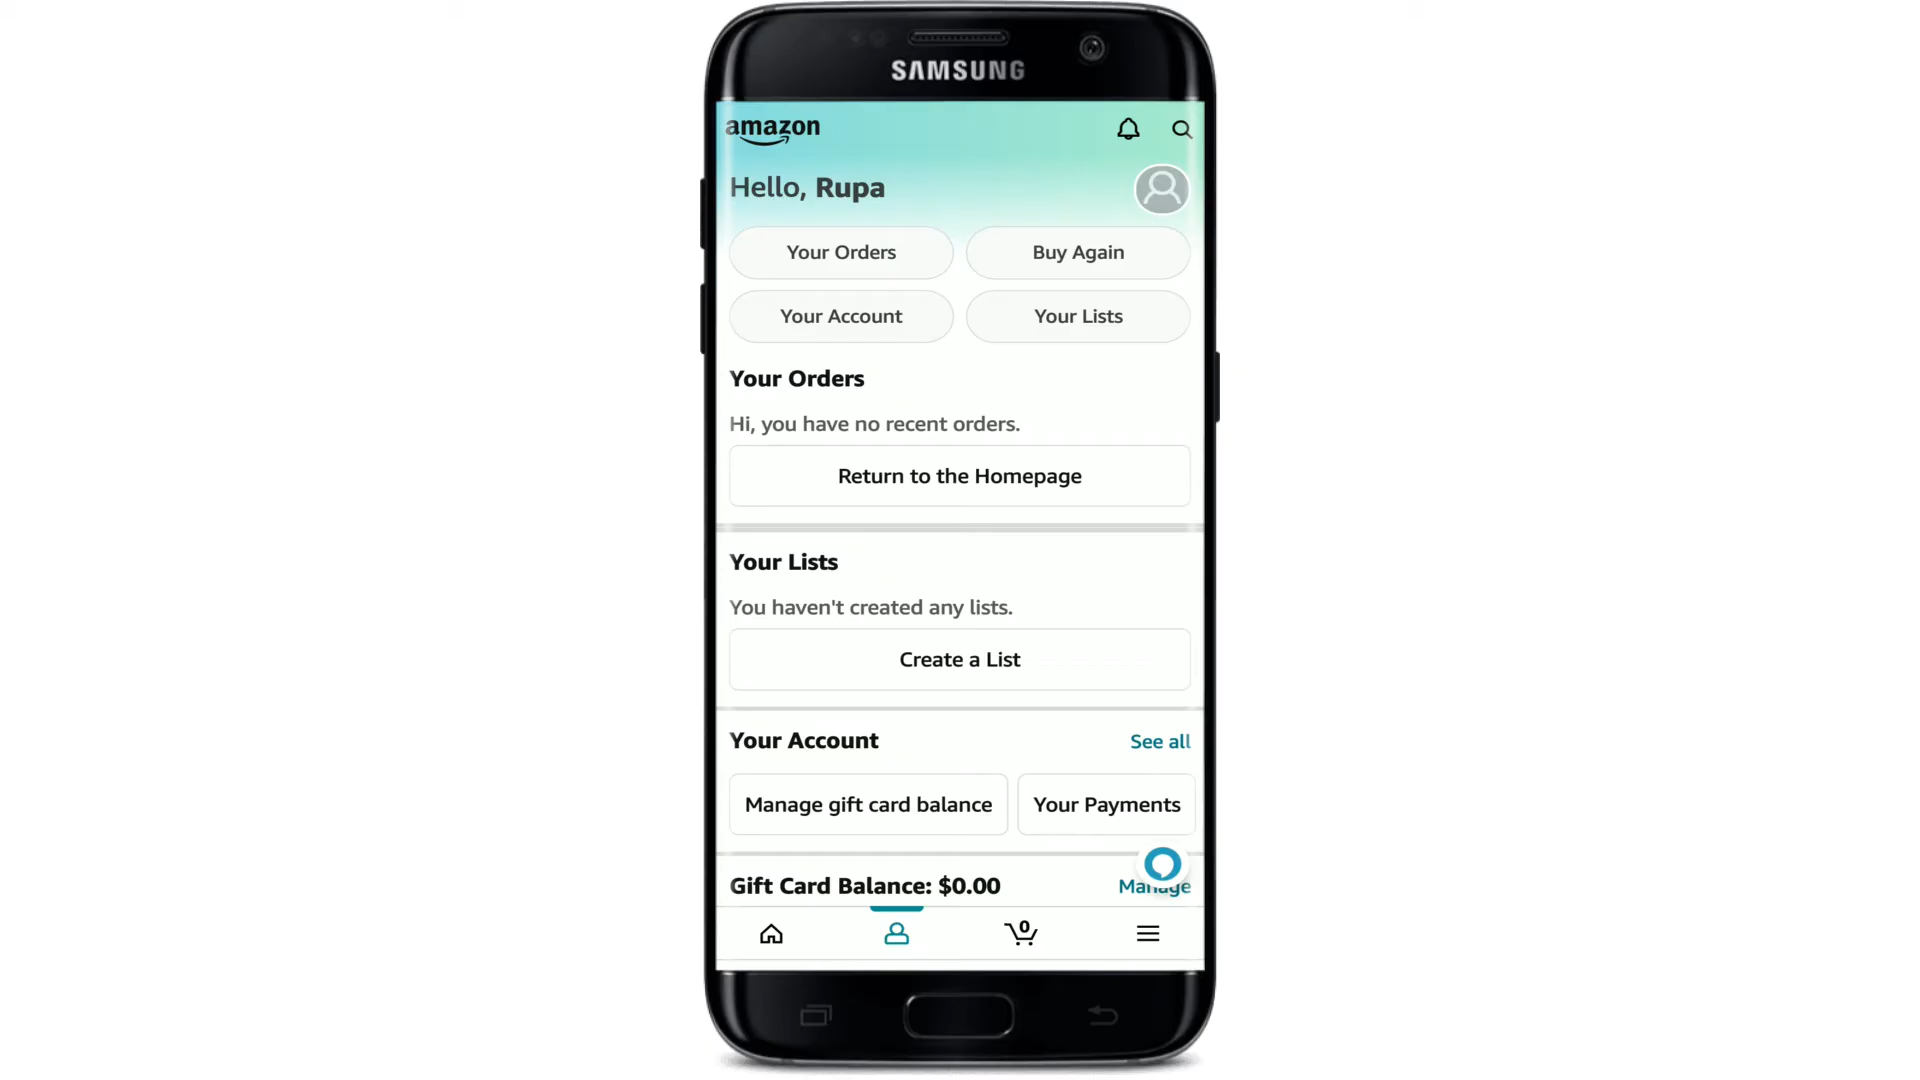 SAMSUNG
amazon
Hello, Rupa
Your Orders
Buy Again
Your Account
Your Lists
Your Orders
Hi, you have no recent orders.
Return to the Homepage
Your Lists
You haven't created any lists.
Create a List
Your Account
See all
Manage gift card balance
Your Payments
Gift Card Balance: $0.00
Manage
0